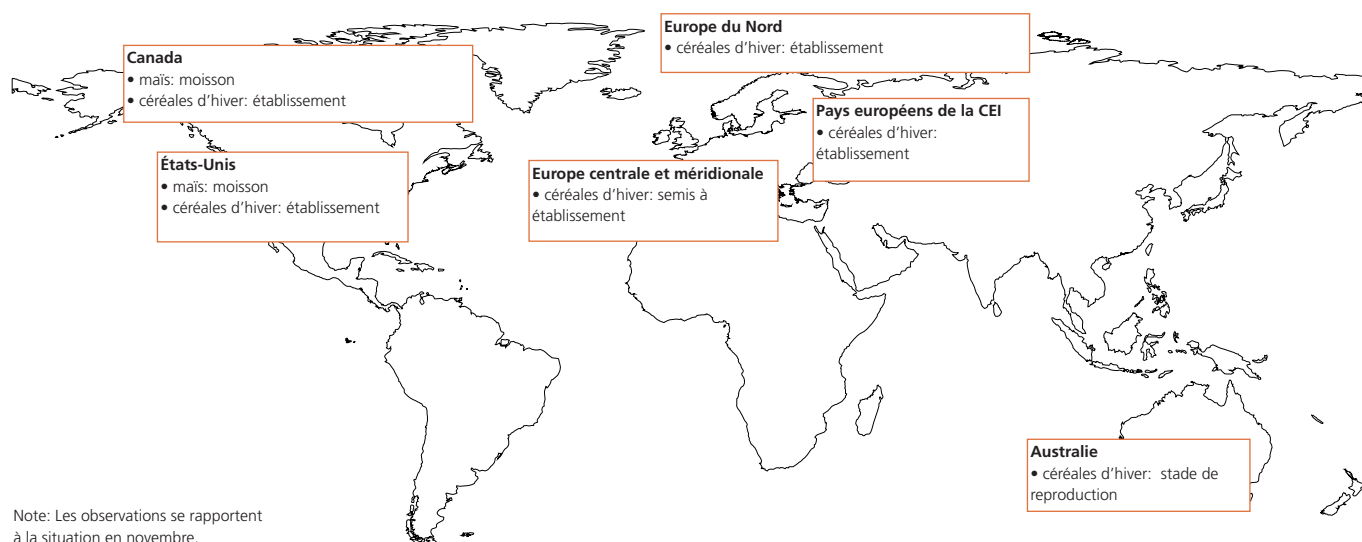 Europe du Nord
• céréales d’hiver: établissement
Canada
• maïs: moisson
• céréales d’hiver: établissement
Pays européens de la CEI
• céréales d’hiver:
établissement
États-Unis
• maïs: moisson
• céréales d’hiver: établissement
Europe centrale et méridionale
• céréales d’hiver: semis à
établissement
Australie
• céréales d’hiver:  stade de
reproduction
Note: Les observations se rapportent
à la situation en novembre.